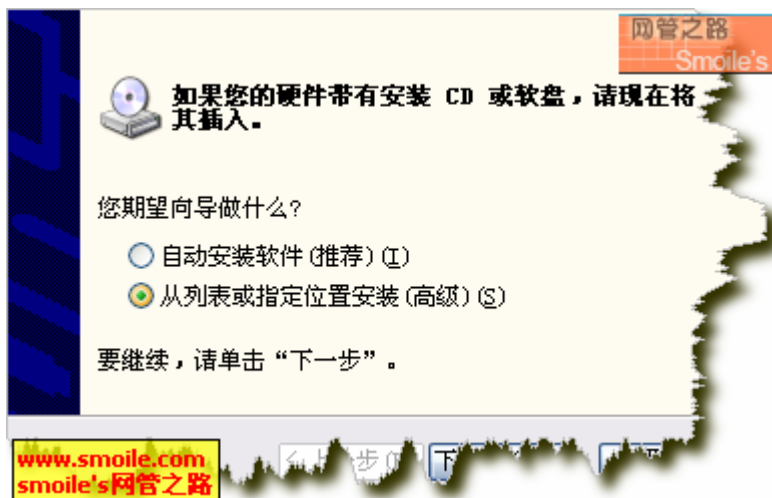 网管之路
Smoile's
如果您的硬件带有安装 CD 或软盘,请现在将
其插入。
您期望向导做什么?
自动安装软件(推荐)(I)
从列表或指定位置安装(高级)(S)
要继续,请单击“下一步”。
步
下
www.smoile.com
smoile's网管之路